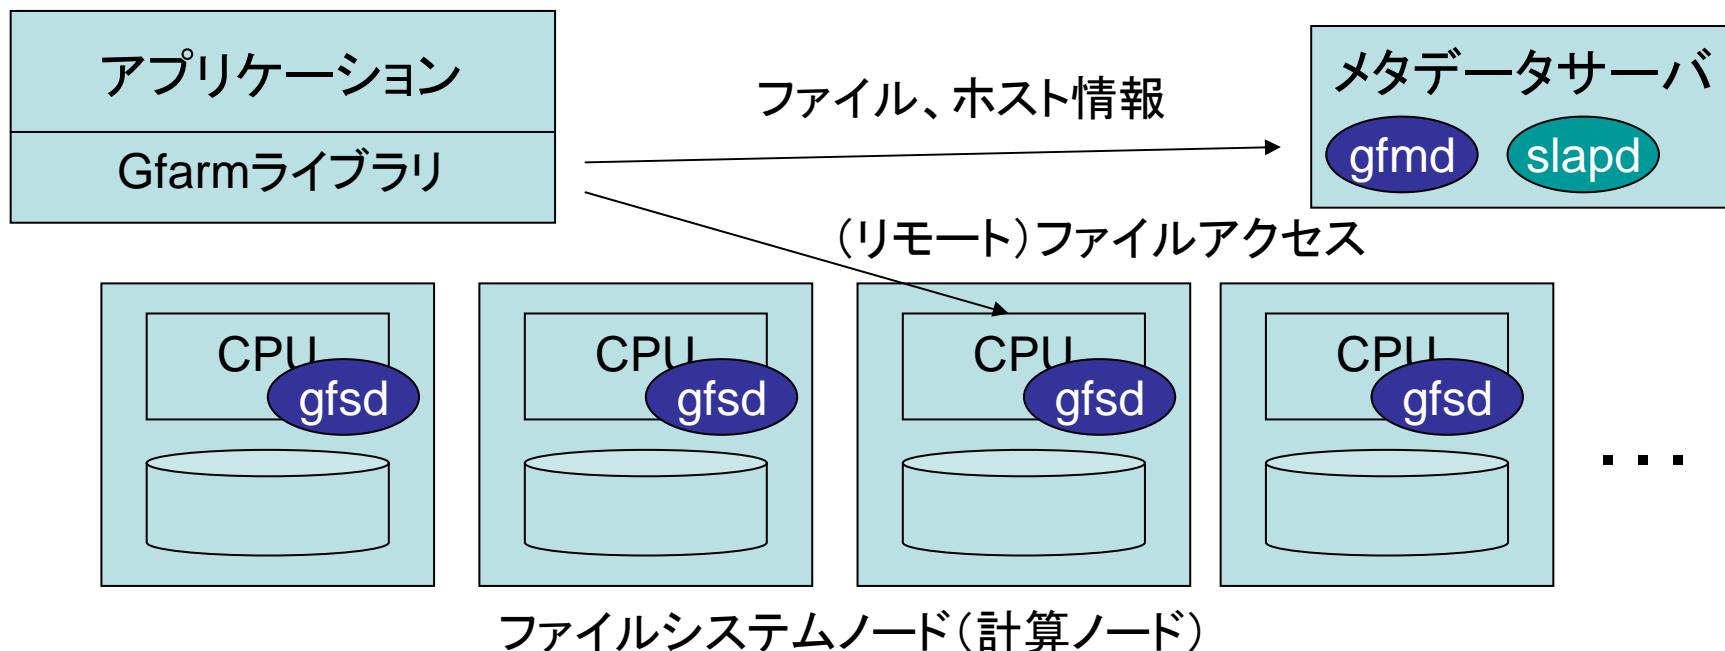 アプリケーション
Gfarmライブラリ
ファイル、ホスト情報
メタデータサーバ
gfmd
slapd
（リモート）ファイルアクセス
CPU
gfsd
CPU
gfsd
CPU
gfsd
CPU
gfsd
...
ファイルシステムノード（計算ノード）